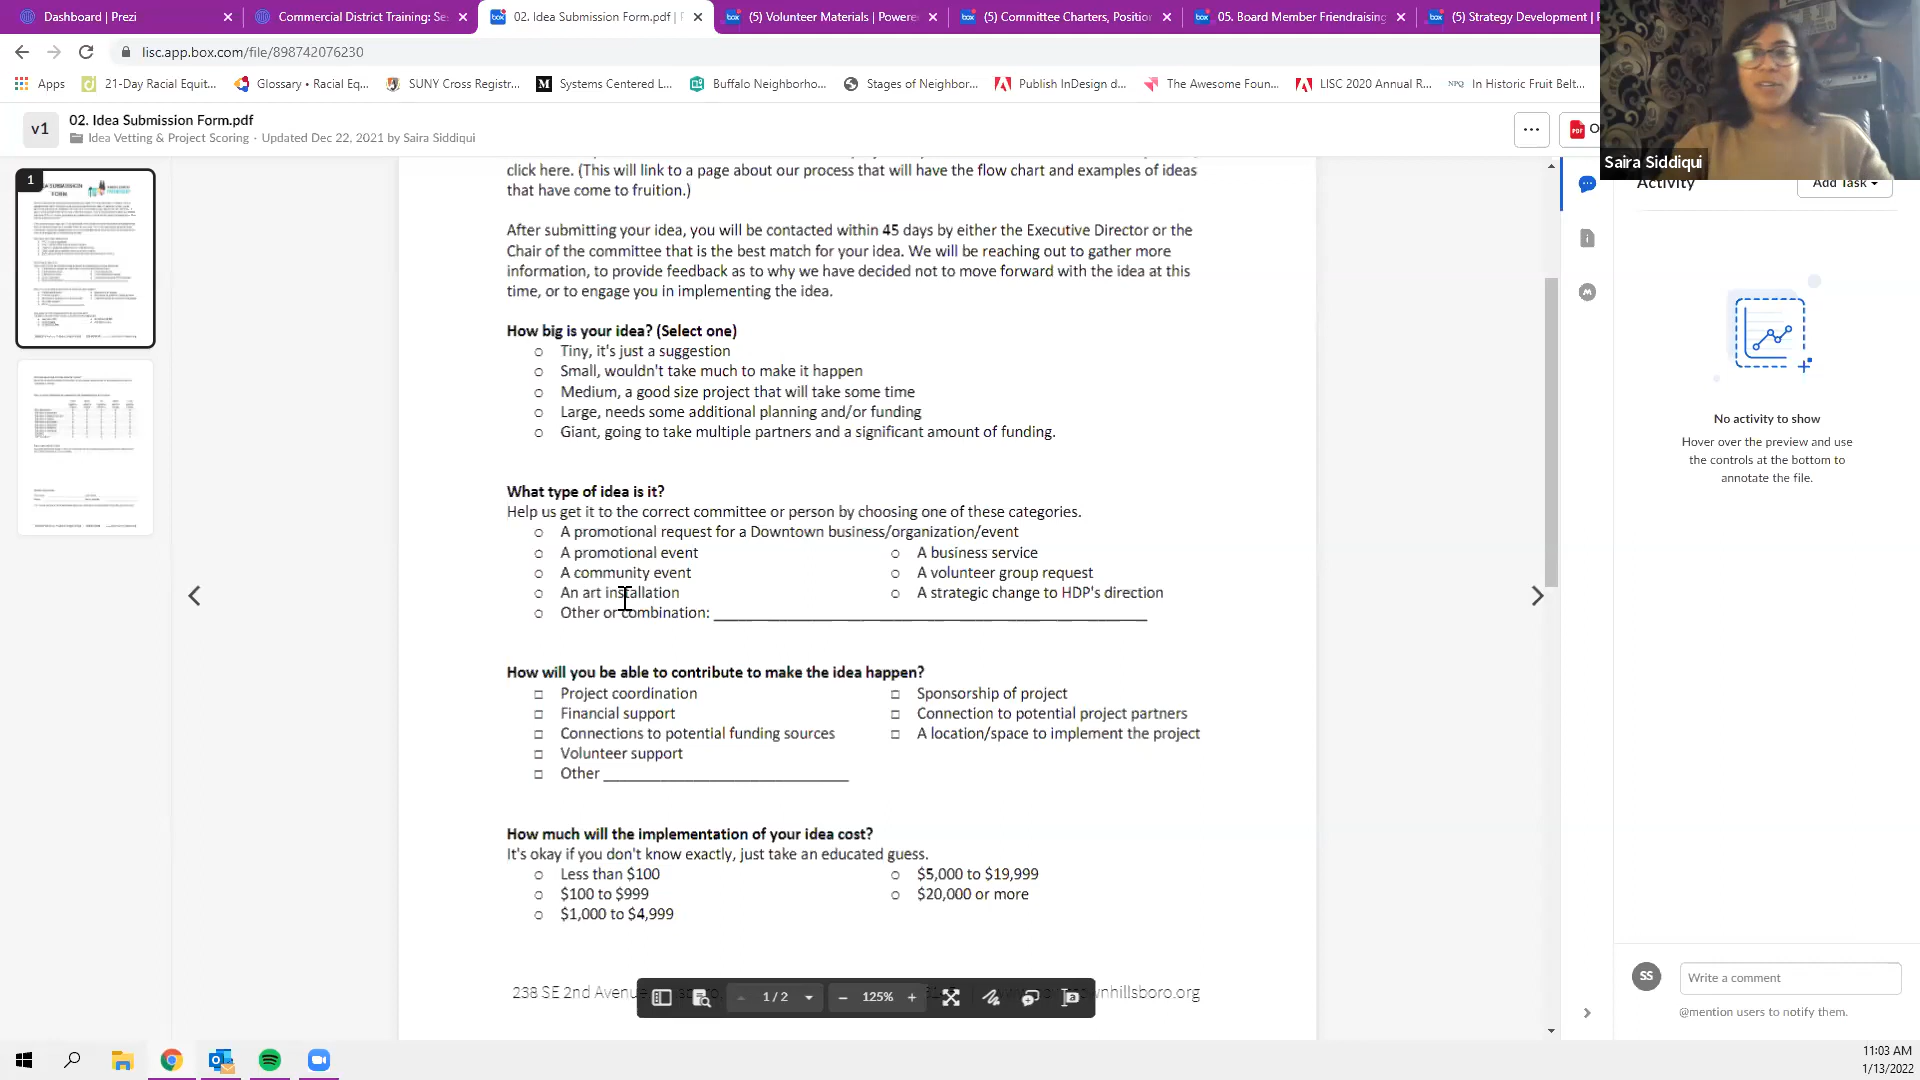 Dashboard | Prezi
Commercial District Training: Se
02. Idea Submission Form.pdf |
(5) Volunteer Materials | Powere
(5) Committee Charters, Position
05. Board Member Friendraising
(5) Strategy Development |
lisc.app.box.com/file/898742076230
Apps
21-Day Racial Equit...
Glossary • Racial Eq...
SUNY Cross Registr...
Systems Centered L...
Buffalo Neighborho...
Stages of Neighbor...
Publish InDesign d...
The Awesome Foun...
LISC 2020 Annual R...
In Historic Fruit Belt...
v1
02. Idea Submission Form.pdf
Idea Vetting & Project Scoring • Updated Dec 22, 2021 by Saira Siddiqui
Saira Siddiqui
Activity
Add Task
1
click here. (This will link to a page about our process that will have the flow chart and examples of ideas
that have come to fruition.)
After submitting your idea, you will be contacted within 45 days by either the Executive Director or the
Chair of the committee that is the best match for your idea. We will be reaching out to gather more
information, to provide feedback as to why we have decided not to move forward with the idea at this
time, or to engage you in implementing the idea.
How big is your idea? (Select one)
Tiny, it's just a suggestion
Small, wouldn't take much to make it happen
Medium, a good size project that will take some time
Large, needs some additional planning and/or funding
Giant, going to take multiple partners and a significant amount of funding.
What type of idea is it?
Help us get it to the correct committee or person by choosing one of these categories.
A promotional request for a Downtown business/organization/event
A promotional event
A business service
A community event
A volunteer group request
An art installation
A strategic change to HDP's direction
Other or combination:
How will you be able to contribute to make the idea happen?
Project coordination
Sponsorship of project
Financial support
Connection to potential project partners
Connections to potential funding sources
A location/space to implement the project
Volunteer support
Other
How much will the implementation of your idea cost?
It's okay if you don't know exactly, just take an educated guess.
Less than $100
$5,000 to $19,999
$100 to $999
$20,000 or more
$1,000 to $4,999
238 SE 2nd Avenue
wnhillsboro.org
1 / 2
125%
No activity to show
Hover over the preview and use
the controls at the bottom to
annotate the file.
SS
Write a comment
@mention users to notify them.
11:03 AM
1/13/2022